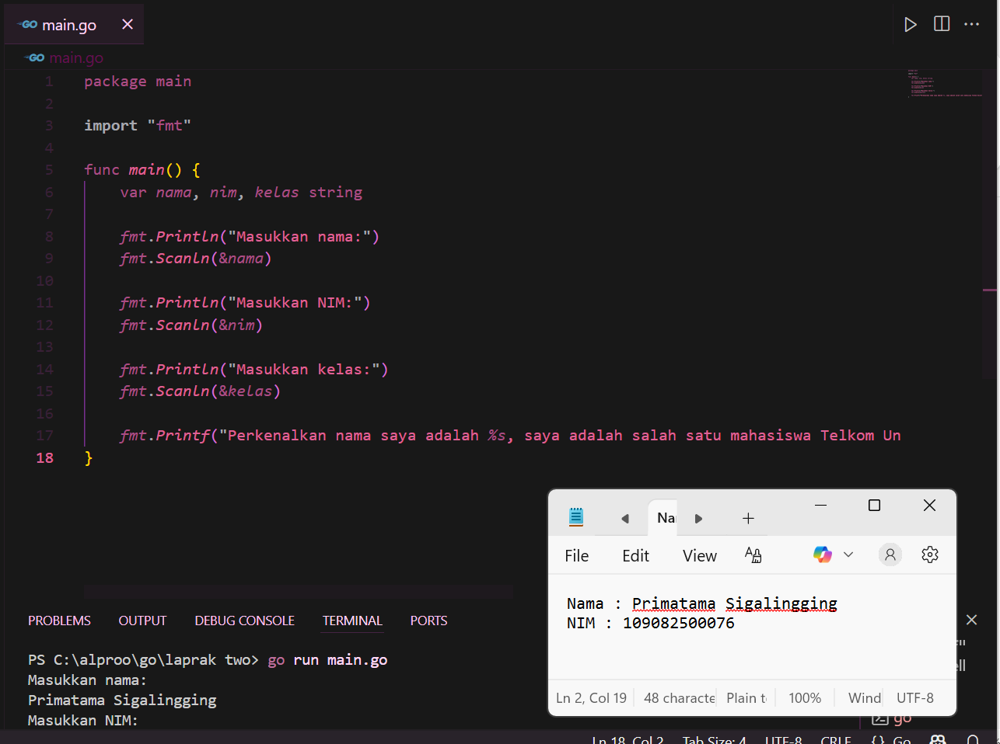 GO main.go
GO main.go
1 package main
2
3 import "fmt"
4
5 func main() {
6 var nama, nim, kelas string
7
8 fmt.Println("Masukkan nama:")
9 fmt.Scanln(&nama)
10
11 fmt.Println("Masukkan NIM:")
12 fmt.Scanln(&nim)
13
14 fmt.Println("Masukkan kelas:")
15 fmt.Scanln(&kelas)
16
17 fmt.Printf("Perkenalkan nama saya adalah %s, saya adalah salah satu mahasiswa Telkom Un
18 }
Na
File Edit View
Nama : Primatama Sigalingging
NIM : 109082500076
Ln 2, Col 19 48 characte Plain t 100% Wind UTF-8
PROBLEMS OUTPUT DEBUG CONSOLE TERMINAL PORTS
PS C:\alproo\go\laprak two> go run main.go
Masukkan nama:
Primatama Sigalingging
Masukkan NIM:
ell
go
Ln 18, Col 2 Tab Size: 4 UTF-8 CRLF {} Go